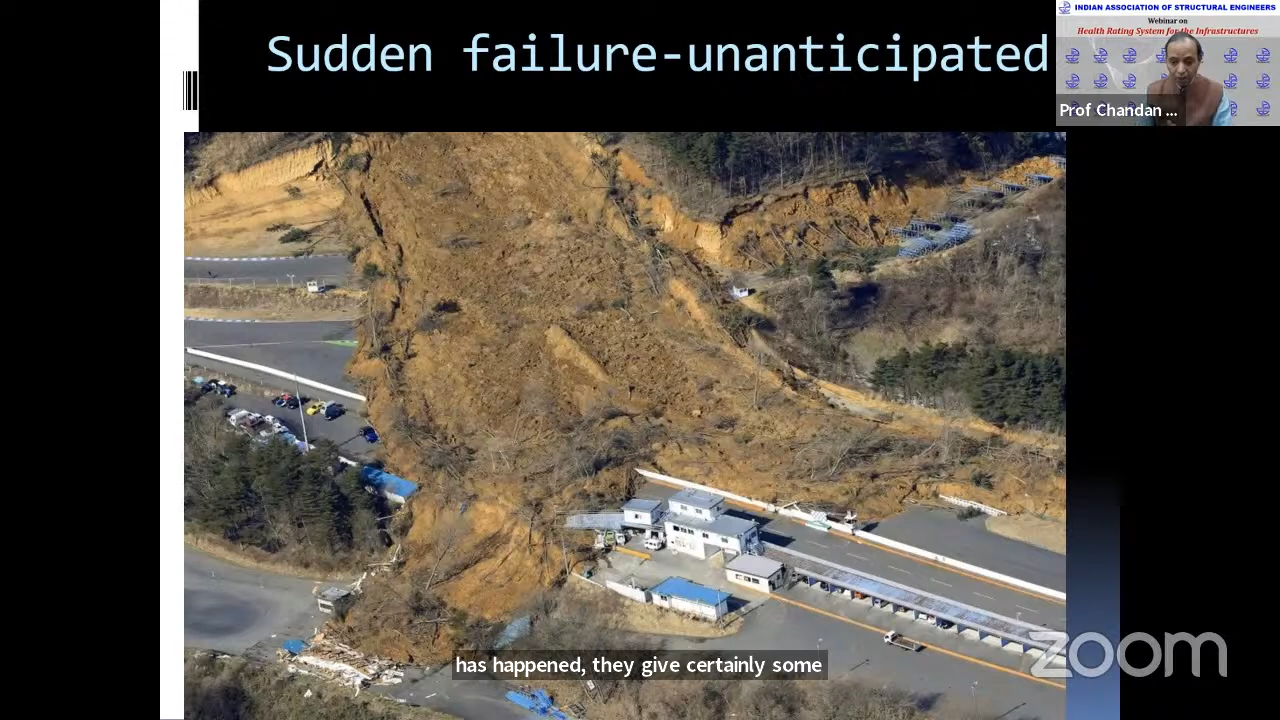 Sudden failure-unanticipated
INDIAN ASSOCIATION OF STRUCTURAL ENGINEERS
Webinar on
Health Rating System for the Infrastructures
Prof Chandan ...
has happened, they give certainly some
zoom